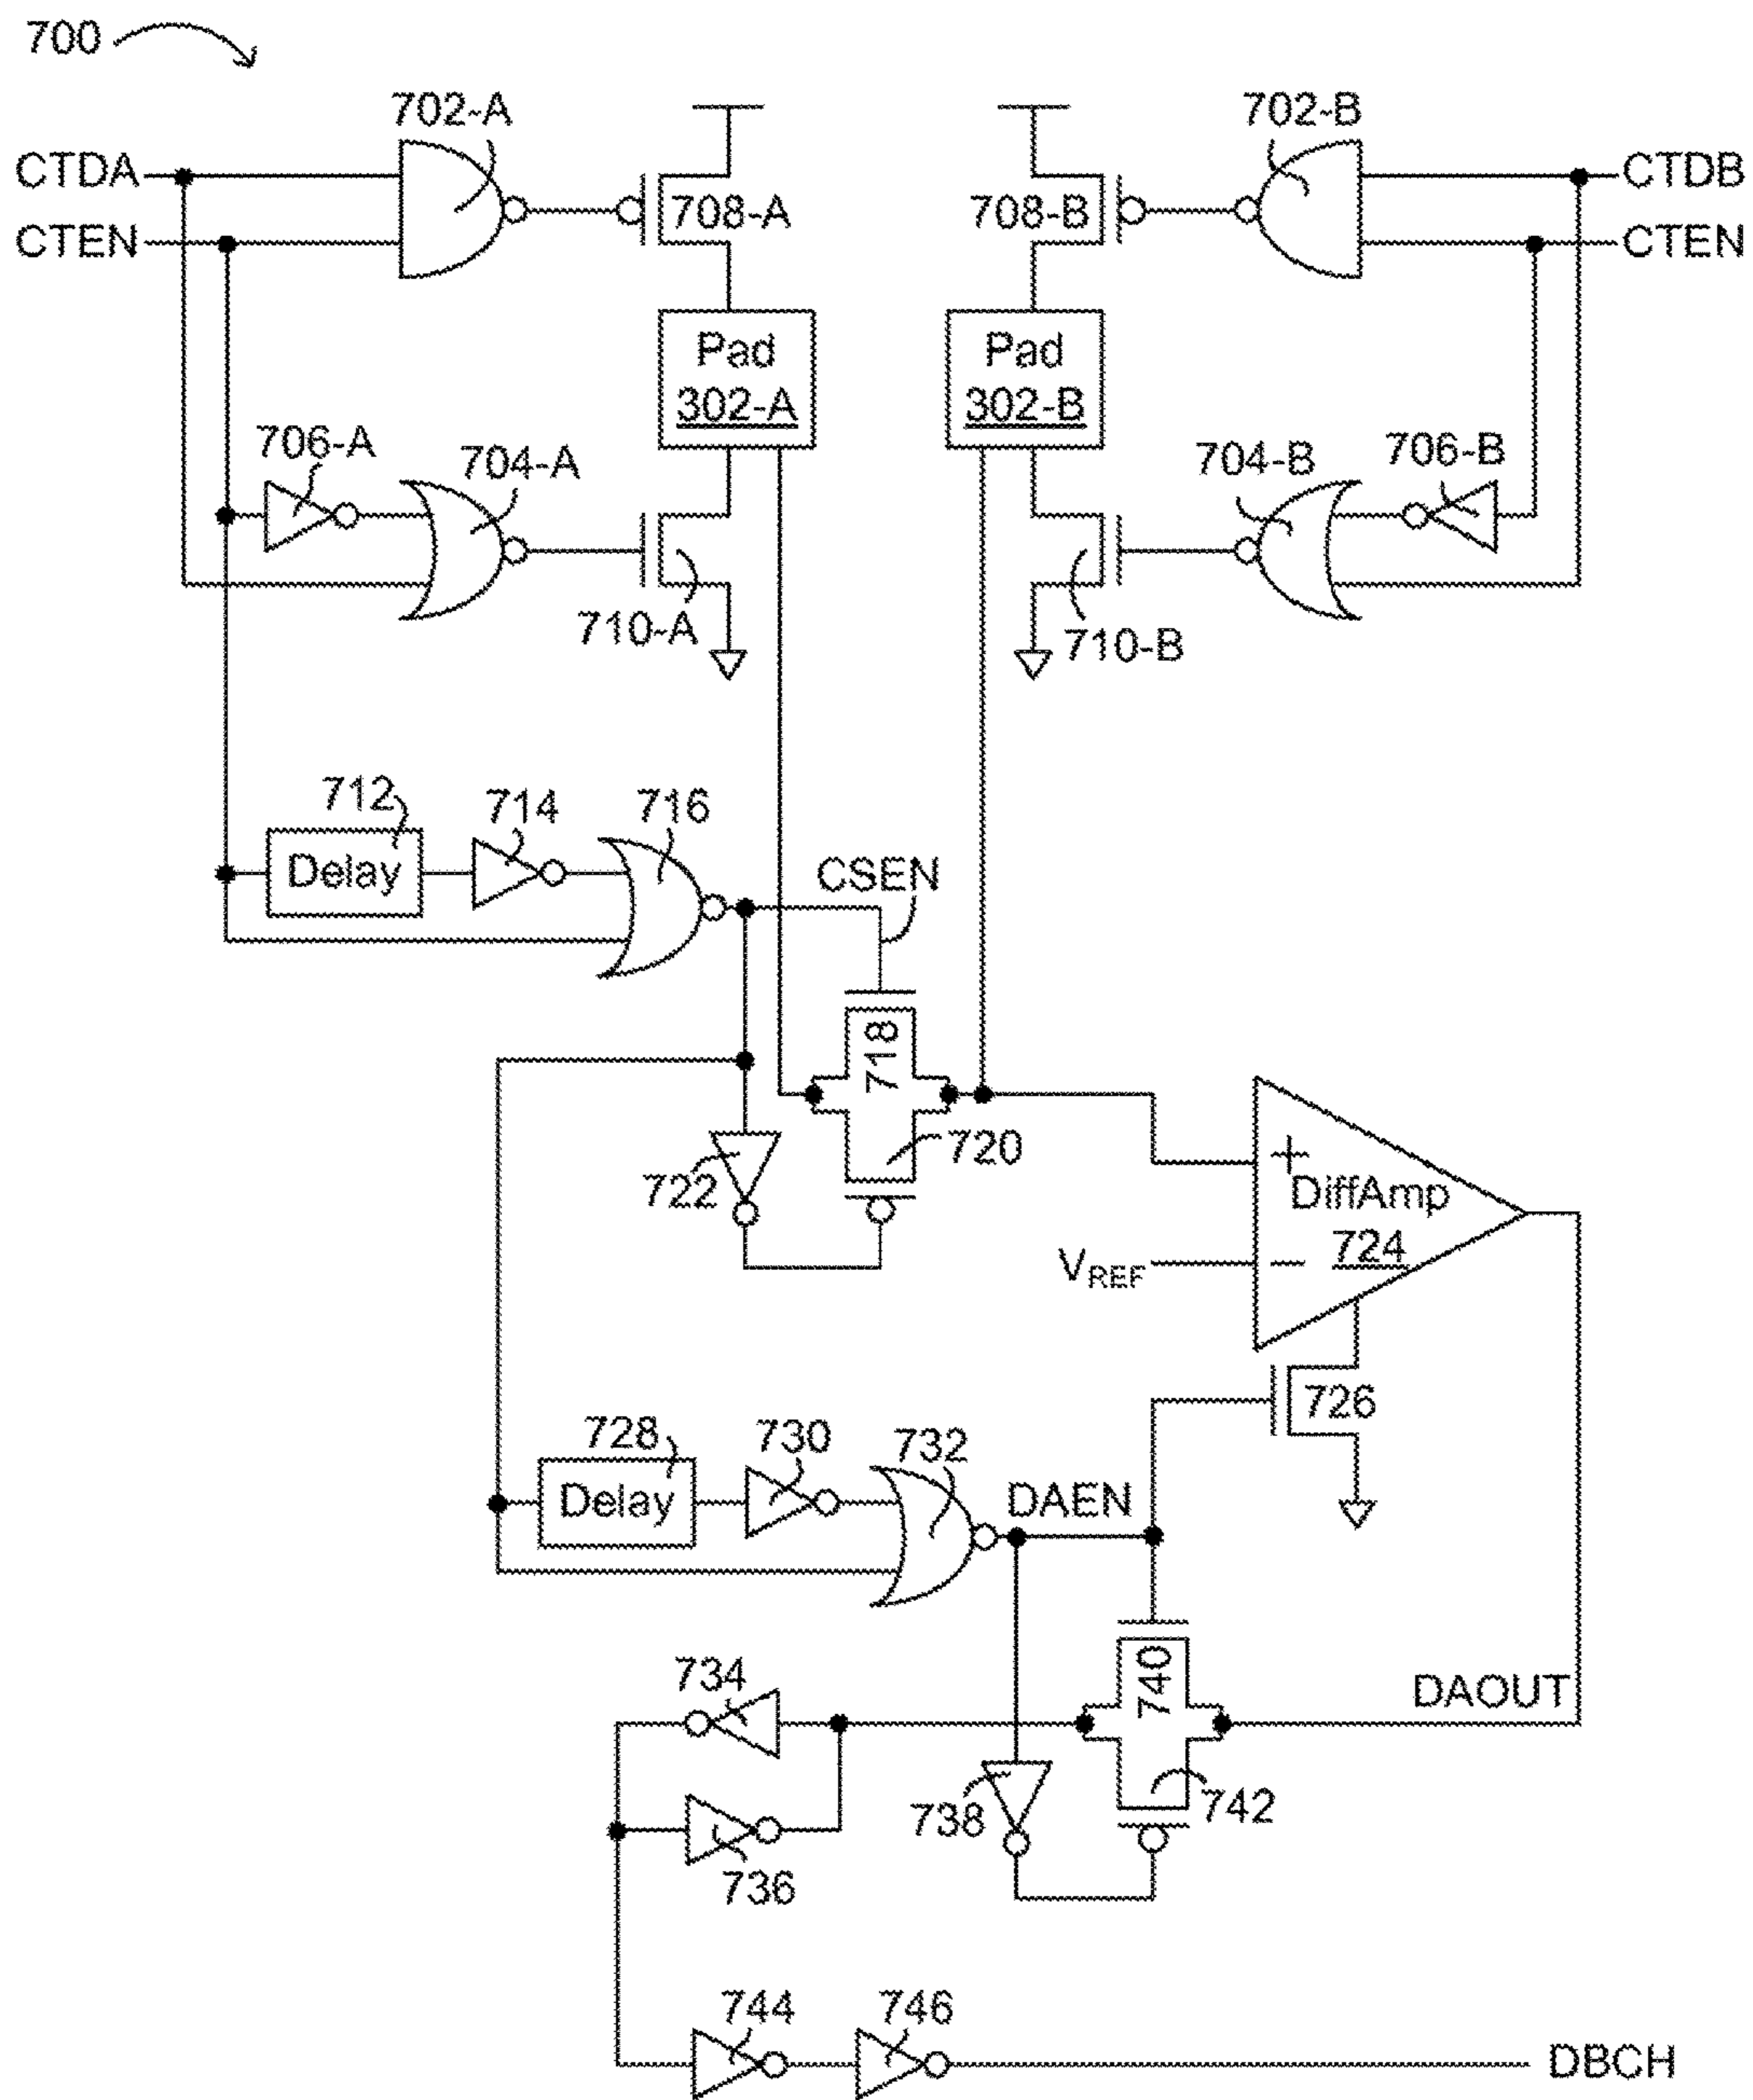 700
702-A
702-B
CTDA
CTDB
CTEN
CTEN
708-A
708-B
Pad
302-A
Pad
302-B
706-A
704-A
704-B
706-B
710-A
710-B
712
Delay
714
716
CSEN
718
720
722
DiffAmp
724
+
−
VREF
726
728
Delay
730
732
DAEN
740
DAOUT
734
736
738
742
744
746
DBCH